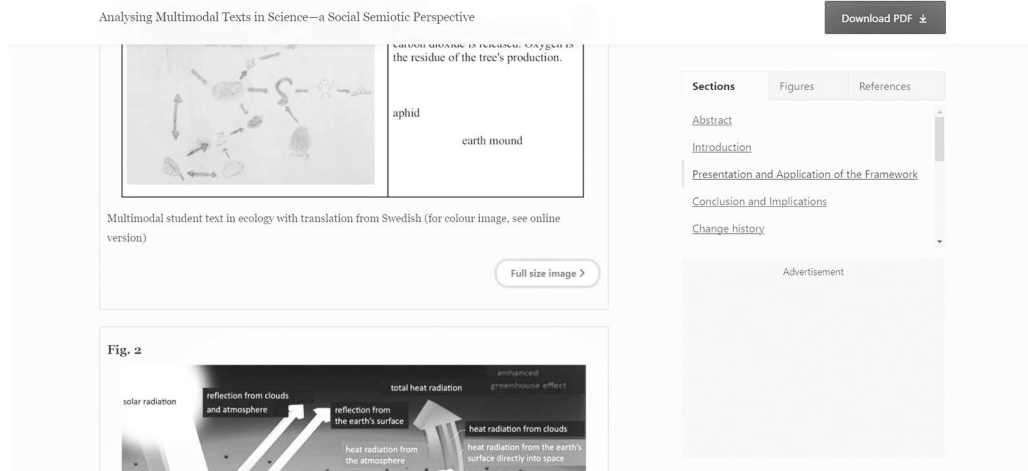 Analysing Multimodal Texts in Science—a Social Semiotic Perspective
Download PDF
carbon dioxide is released. Oxygen is
the residue of the tree's production.
aphid
earth mound
Multimodal student text in ecology with translation from Swedish (for colour image, see online
version)
Full size image
Fig. 2
solar radiation
reflection from clouds
and atmosphere
reflection from
the earth's surface
total heat radiation
enhanced
greenhouse effect
heat radiation from clouds
heat radiation from
the atmosphere
heat radiation from the earth's
surface directly into space
Sections
Figures
References
Abstract
Introduction
Presentation and Application of the Framework
Conclusion and Implications
Change history
Advertisement